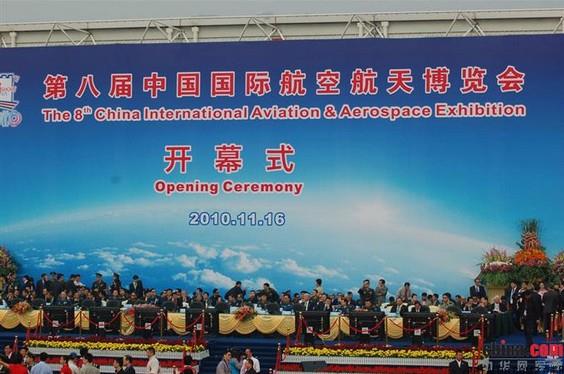 第八届中国国际航空航天博览会
The 8th China International Aviation & Aerospace Exhibition
开幕式
Opening Ceremony
2010.11.16